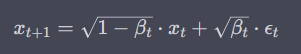 x_{t+1} = \sqrt{1 - \beta_t} \cdot x_t + \sqrt{\beta_t} \cdot \epsilon_t